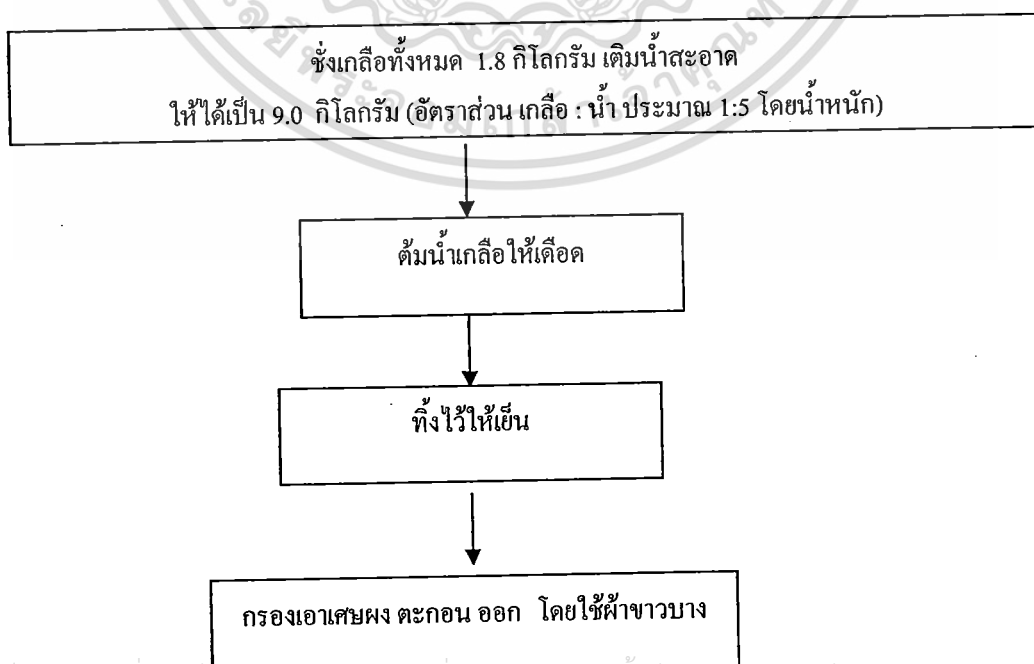 ชั่งเกลือทั้งหมด 1.8 กิโลกรัม เติมน้ำสะอาด
ให้ได้เป็น 9.0 กิโลกรัม (อัตราส่วน เกลือ : น้ำ ประมาณ 1:5 โดยน้ำหนัก)
ต้มน้ำเกลือให้เดือด
ทิ้งไว้ให้เย็น
กรองเอาเศษผง ตะกอน ออก โดยใช้ผ้าขาวบาง